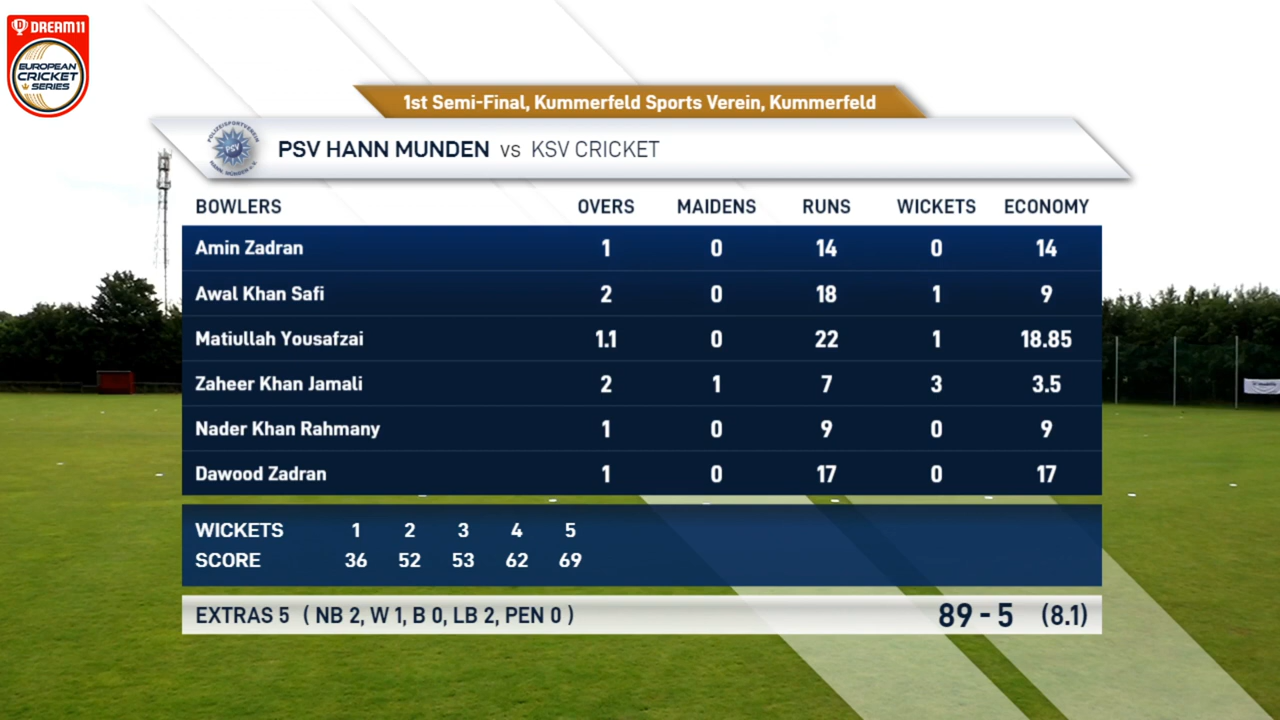 DREAM11
EUROPEAN
CRICKET
SERIES
1st Semi-Final, Kummerfeld Sports Verein, Kummerfeld
POLIZEISPORTVEREIN
PSV
HANN. MÜNDEN e.V.
PSV HANN MUNDEN vs KSV CRICKET
BOWLERS OVERS MAIDENS RUNS WICKETS ECONOMY
Amin Zadran 1 0 14 0 14
Awal Khan Safi 2 0 18 1 9
Matiullah Yousafzai 1.1 0 22 1 18.85
Zaheer Khan Jamali 2 1 7 3 3.5
Nader Khan Rahmany 1 0 9 0 9
Dawood Zadran 1 0 17 0 17
WICKETS 1 2 3 4 5
SCORE 36 52 53 62 69
EXTRAS 5 ( NB 2, W 1, B 0, LB 2, PEN 0 ) 89 - 5 (8.1)